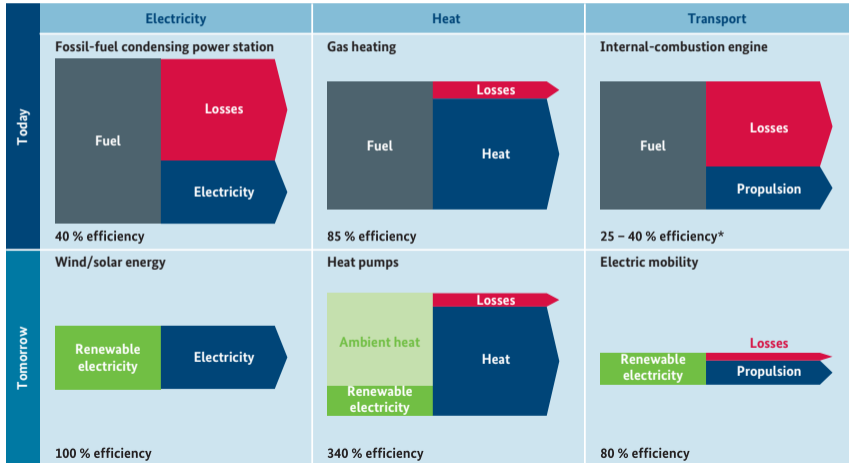 Electricity
Heat
Transport
Today
Fossil-fuel condensing power station
Fuel
Losses
Electricity
40 % efficiency
Gas heating
Fuel
Losses
Heat
85 % efficiency
Internal-combustion engine
Fuel
Losses
Propulsion
25 – 40 % efficiency*
Tomorrow
Wind/solar energy
Renewable
electricity
Electricity
100 % efficiency
Heat pumps
Ambient heat
Renewable
electricity
Losses
Heat
340 % efficiency
Electric mobility
Renewable
electricity
Losses
Propulsion
80 % efficiency